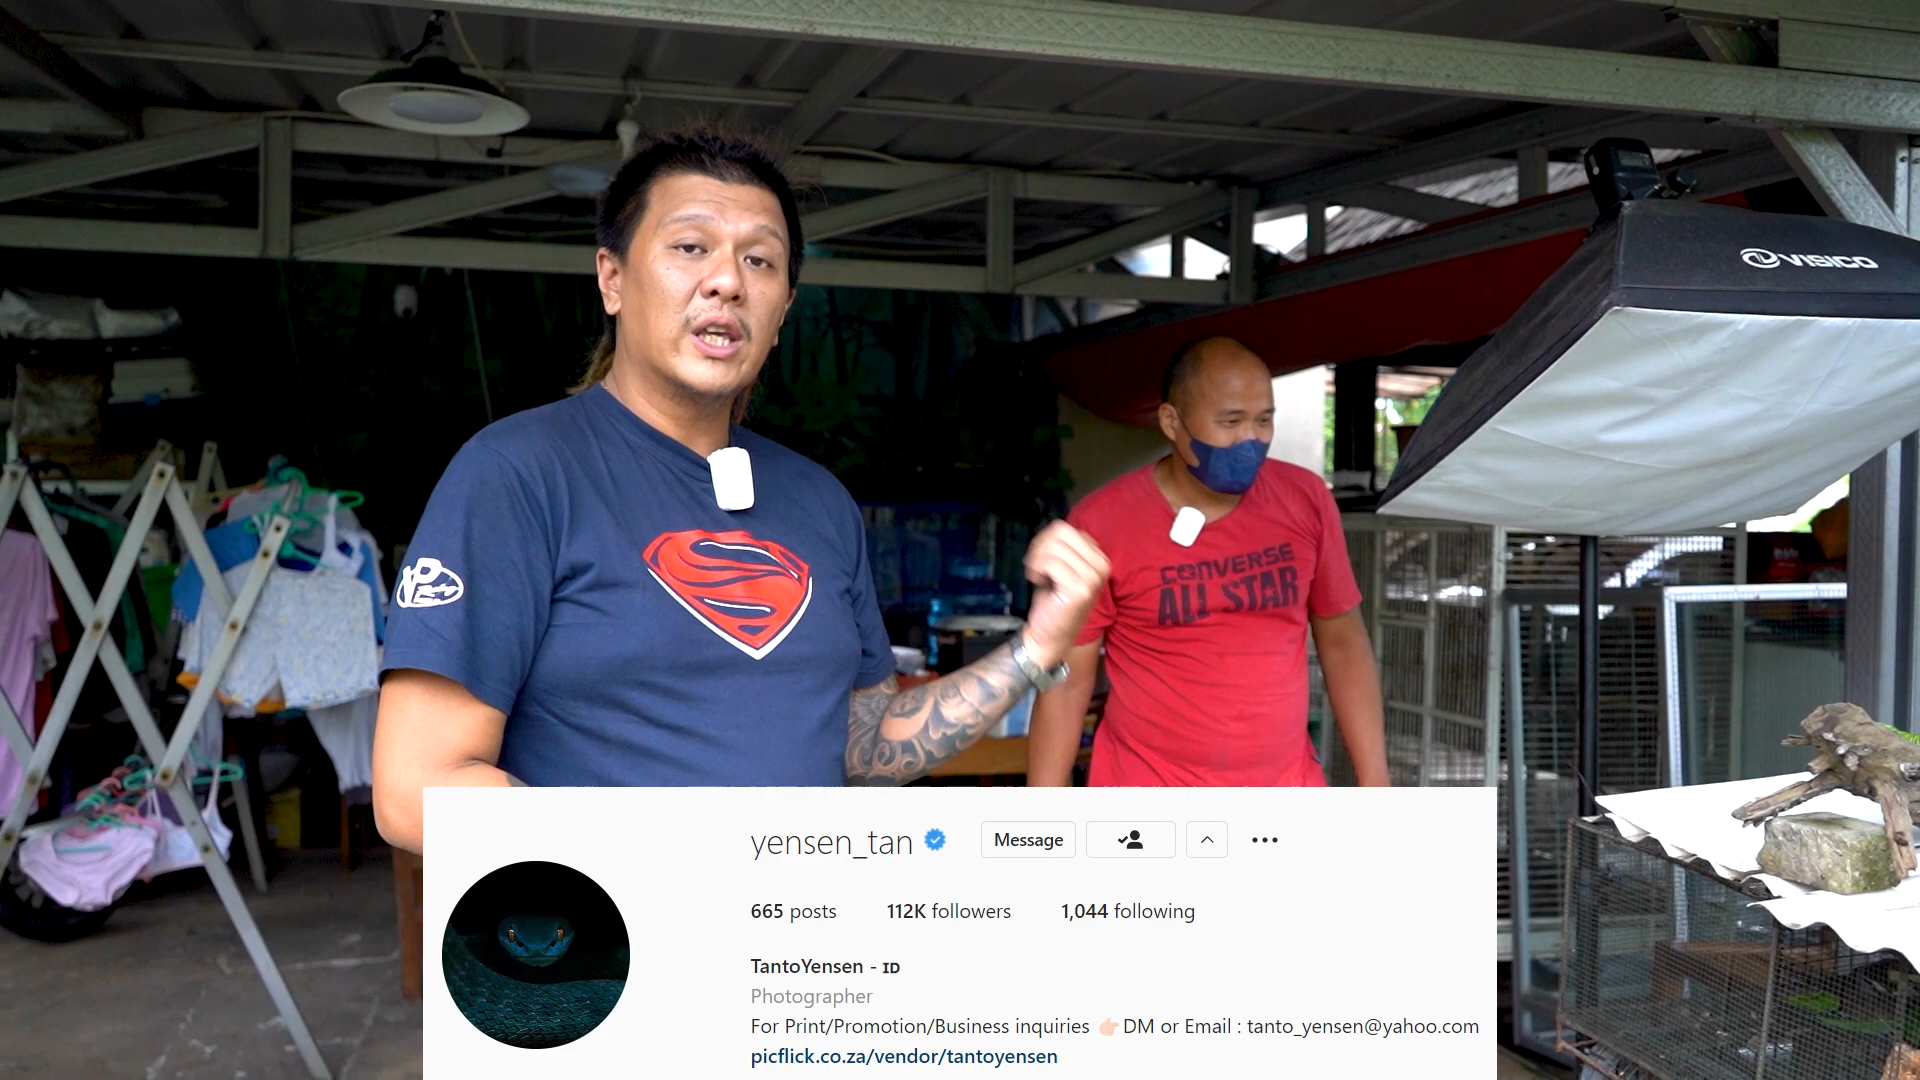 VISICO
CONVERSE
ALL STAR
yensen_tan
Message
665 posts 112K followers 1,044 following
TantoYensen - ID
Photographer
For Print/Promotion/Business inquiries 👉🏻 DM or Email : tanto_yensen@yahoo.com
picflick.co.za/vendor/tantoyensen